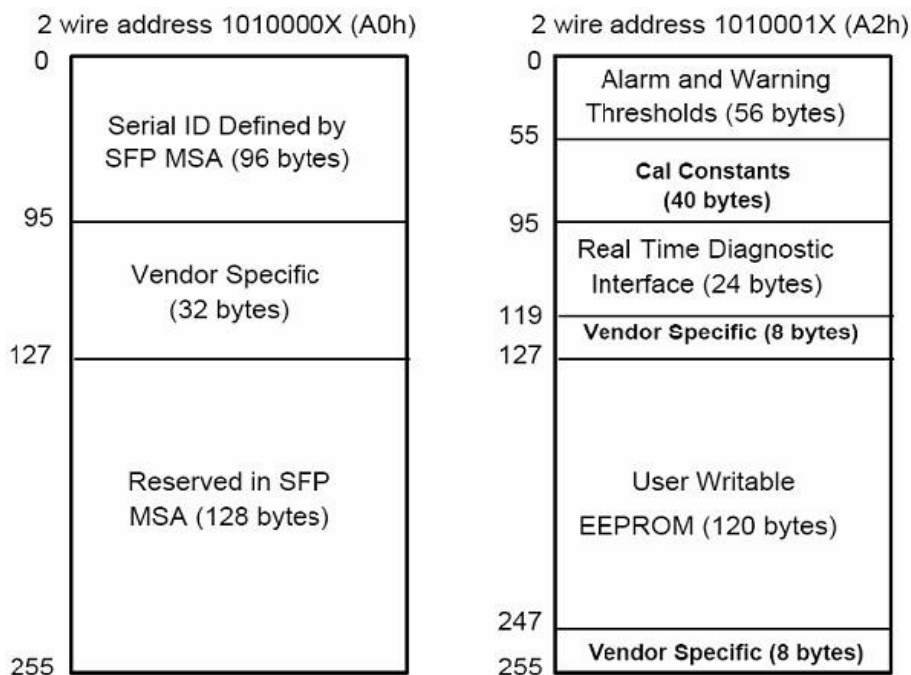 2 wire address 1010000X (A0h)
0
Serial ID Defined by
SFP MSA (96 bytes)
95
Vendor Specific
(32 bytes)
127
Reserved in SFP
MSA (128 bytes)
255
2 wire address 1010001X (A2h)
0
Alarm and Warning
Thresholds (56 bytes)
55
Cal Constants
(40 bytes)
95
Real Time Diagnostic
Interface (24 bytes)
119
Vendor Specific (8 bytes)
127
User Writable
EEPROM (120 bytes)
247
Vendor Specific (8 bytes)
255